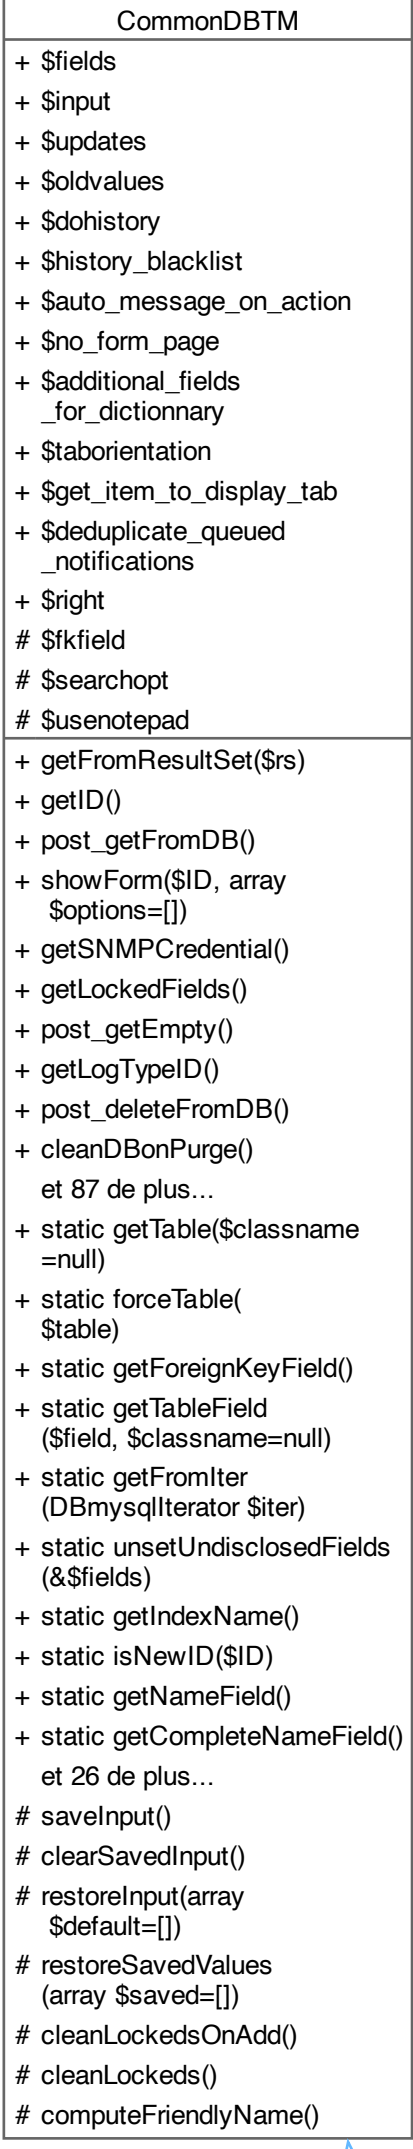 CommonDBTM
+ $fields
+ $input
+ $updates
+ $oldvalues
+ $dohistory
+ $history_blacklist
+ $auto_message_on_action
+ $no_form_page
+ $additional_fields
_for_dictionnary
+ $taborientation
+ $get_item_to_display_tab
+ $deduplicate_queued
_notifications
+ $right
# $fkfield
# $searchopt
# $usenotepad
+ getFromResultSet($rs)
+ getID()
+ post_getFromDB()
+ showForm($ID, array
$options=[])
+ getSNMPCredential()
+ getLockedFields()
+ post_getEmpty()
+ getLogTypeID()
+ post_deleteFromDB()
+ cleanDBonPurge()
et 87 de plus...
+ static getTable($classname
=null)
+ static forceTable(
$table)
+ static getForeignKeyField()
+ static getTableField
($field, $classname=null)
+ static getFromIter
(DBmysqlIterator $iter)
+ static unsetUndisclosedFields
(&$fields)
+ static getIndexName()
+ static isNewID($ID)
+ static getNameField()
+ static getCompleteNameField()
et 26 de plus...
# saveInput()
# clearSavedInput()
# restoreInput(array
$default=[])
# restoreSavedValues
(array $saved=[])
# cleanLockedsOnAdd()
# cleanLockeds()
# computeFriendlyName()